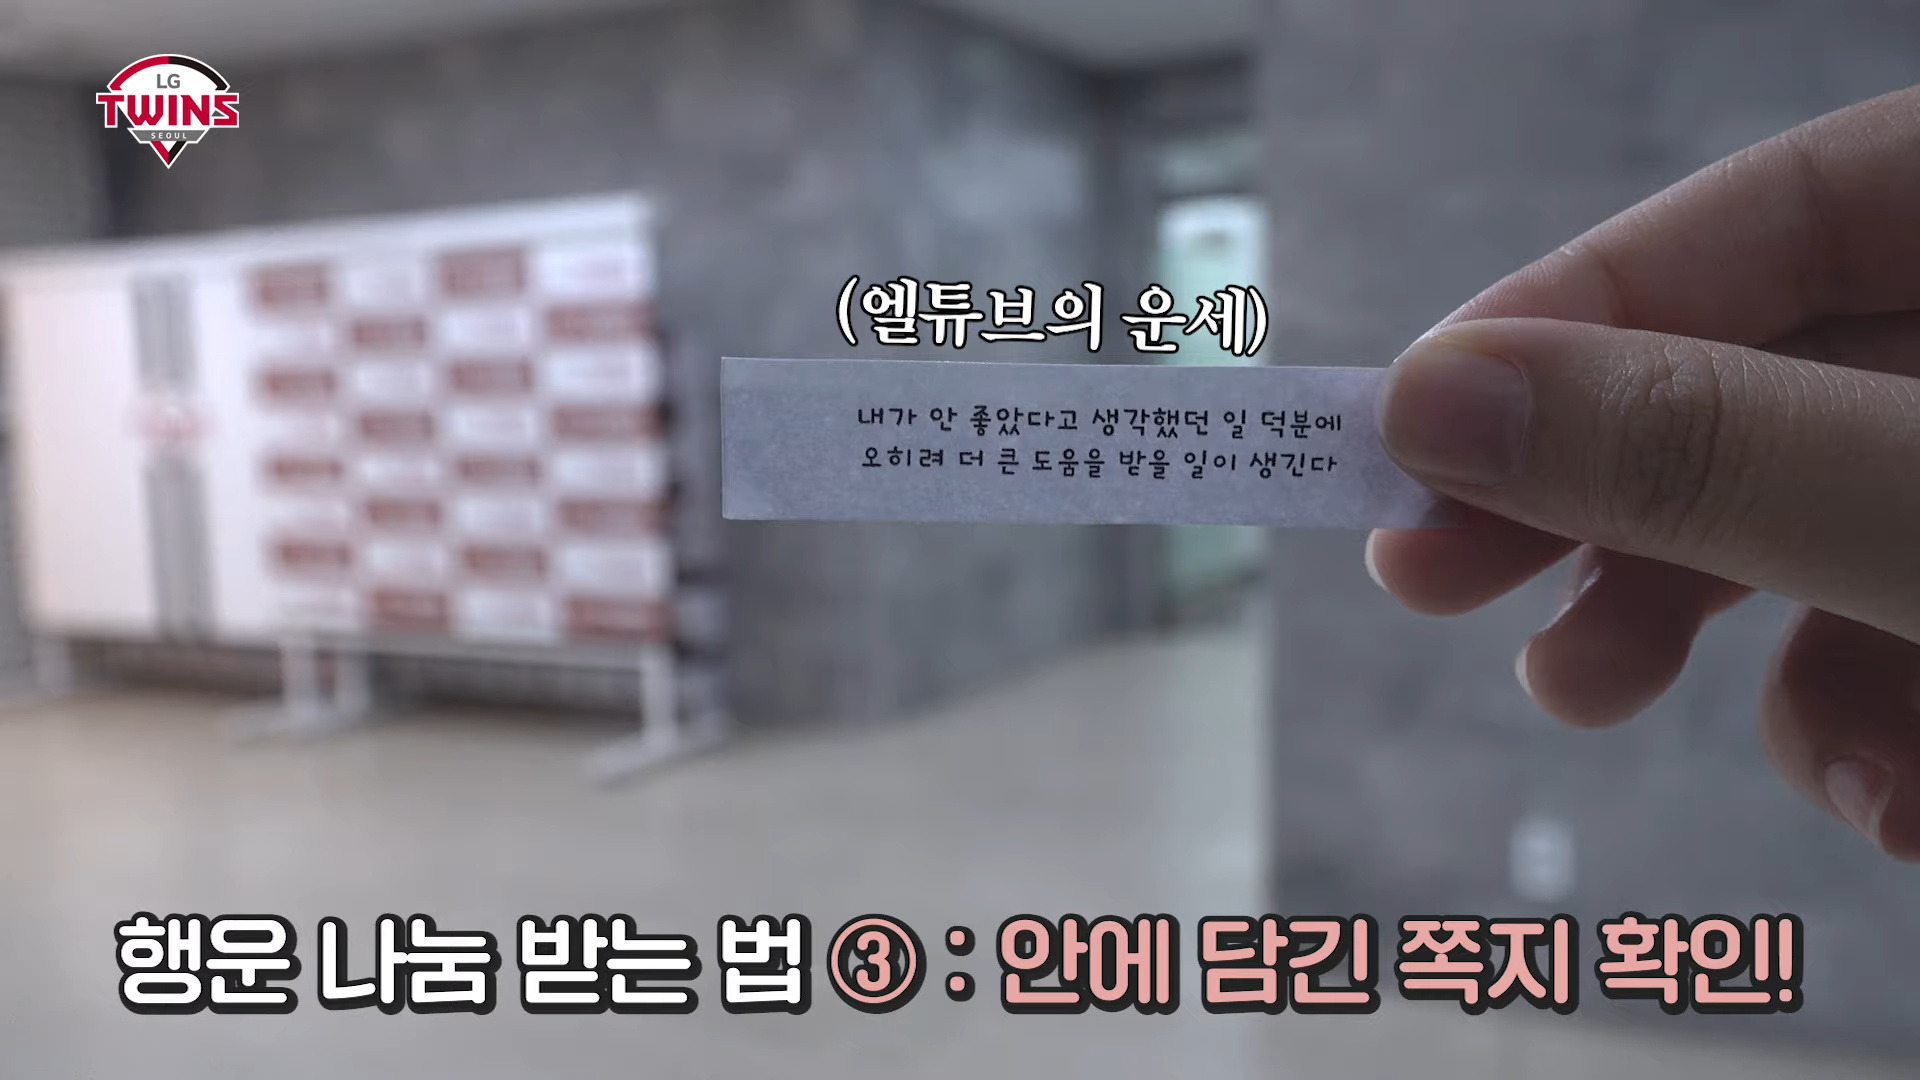 LG
TWINS
SEOUL
(엘튜브의 운세)
내가 안 좋았다고 생각했던 일 덕분에
오히려 더 큰 도움을 받을 일이 생긴다
행운 나눔 받는 법 ③ : 안에 담긴 쪽지 확인!